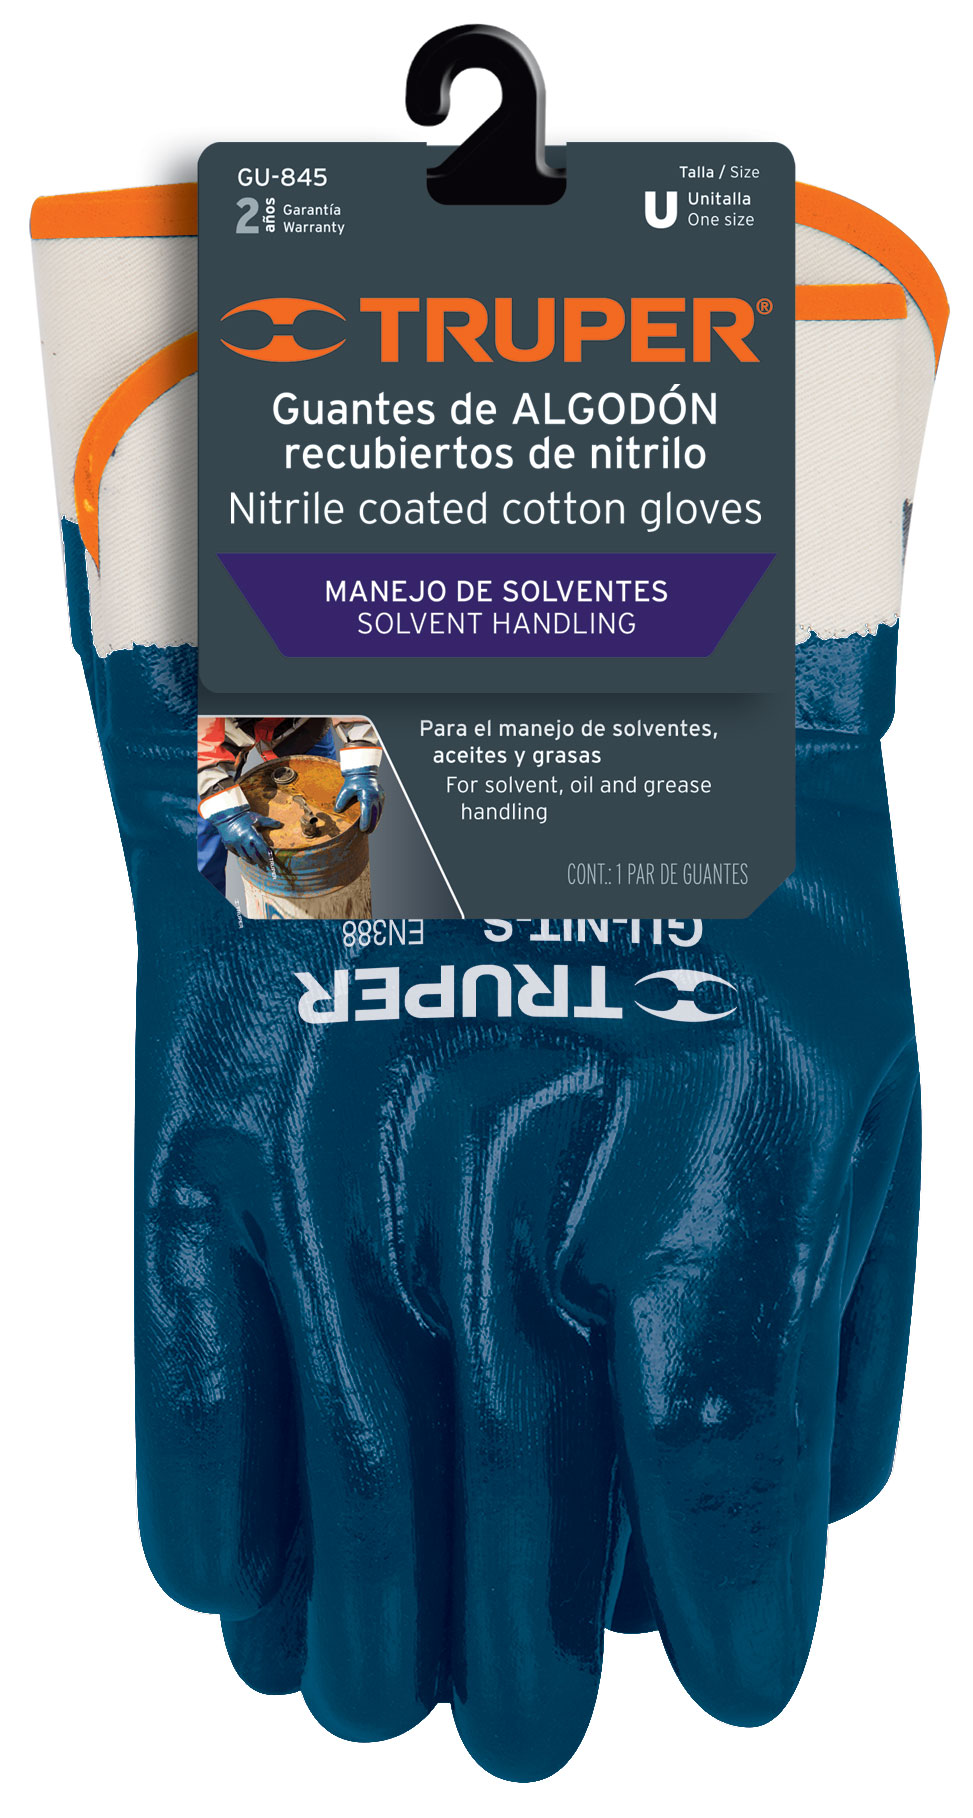 GU-845
2 años Garantía
Warranty
Talla / Size
U Unitalla
One size
TRUPER®
Guantes de ALGODÓN
recubiertos de nitrilo
Nitrile coated cotton gloves
MANEJO DE SOLVENTES
SOLVENT HANDLING
Para el manejo de solventes,
aceites y grasas
For solvent, oil and grease
handling
CONT.: 1 PAR DE GUANTES
TRUPER
GU-NIT-S EN388
TRUPER
TRUPER